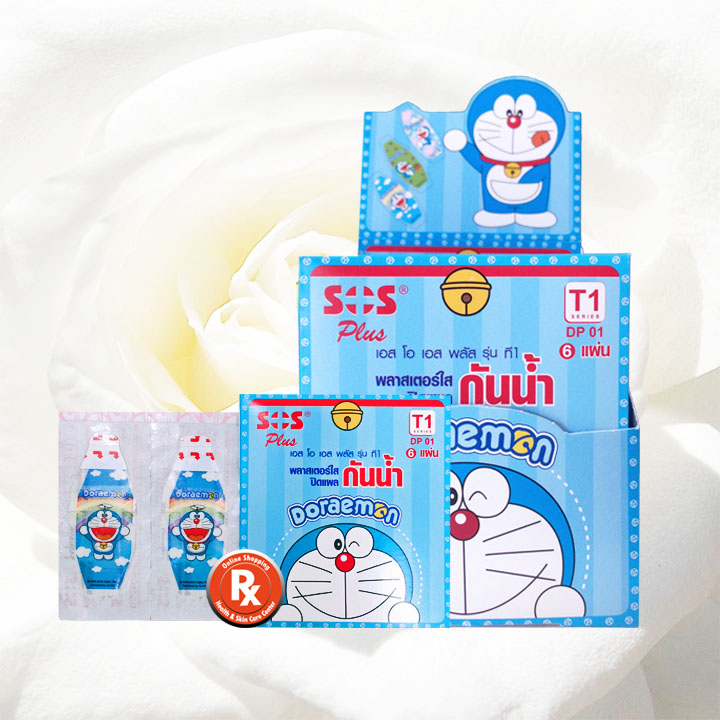 SOS® Plus
T1
SERIES
DP 01
6 แผ่น
เอส โอ เอส พลัส รุ่น ที1
พลาสเตอร์ใส
กันน้ำ
Doraemon
SOS® Plus
T1
SERIES
DP 01
6 แผ่น
เอส โอ เอส พลัส รุ่น ที1
พลาสเตอร์ใส
ปิดแผล
กันน้ำ
Doraemon
Doraemon
Doraemon
Online Shopping
Rx
Health & Skin Care Center